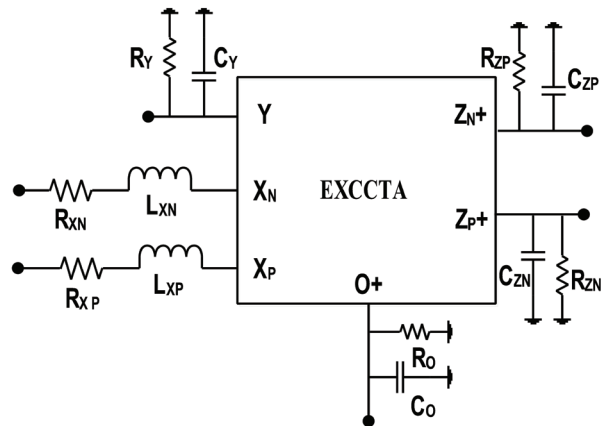 RY
CY
RZP
CZP
Y
ZN+
XN
EXCCTA
RXN
LXN
ZP+
XP
CZN
RZN
RX P
LXP
O+
RO
CO